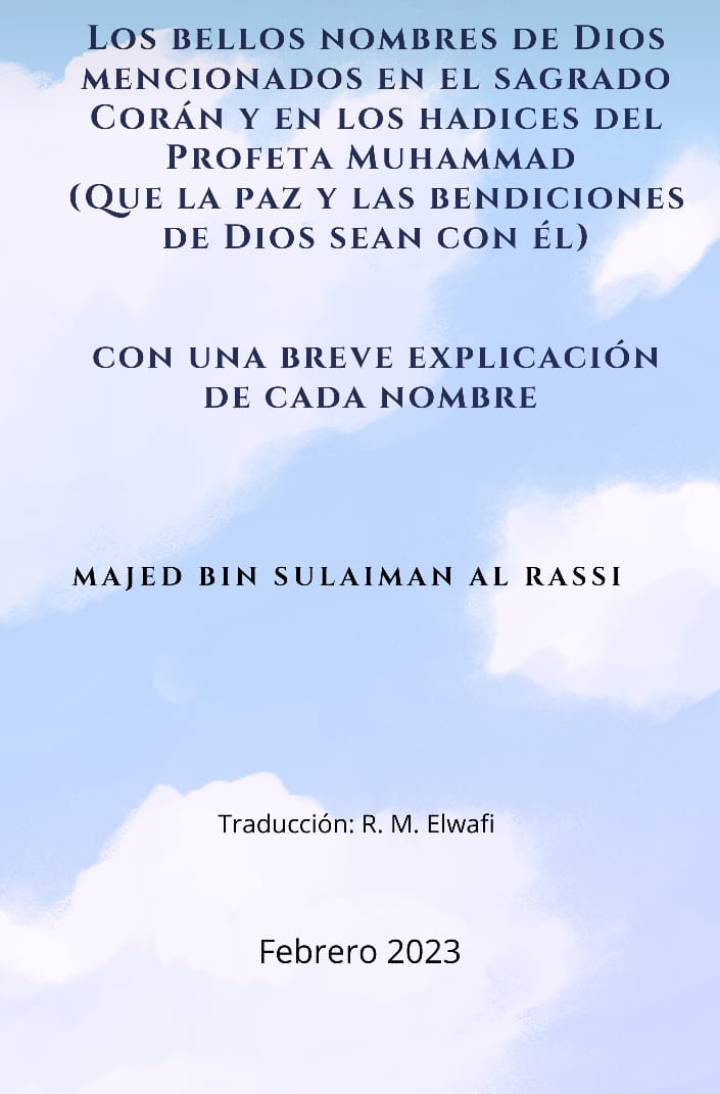 Los bellos nombres de Dios
mencionados en el sagrado
Corán y en los hadices del
Profeta Muhammad
(Que la paz y las bendiciones
de Dios sean con él)
con una breve explicación
de cada nombre
Majed bin Sulaiman Al Rassi
Traducción: R. M. Elwafi
Febrero 2023